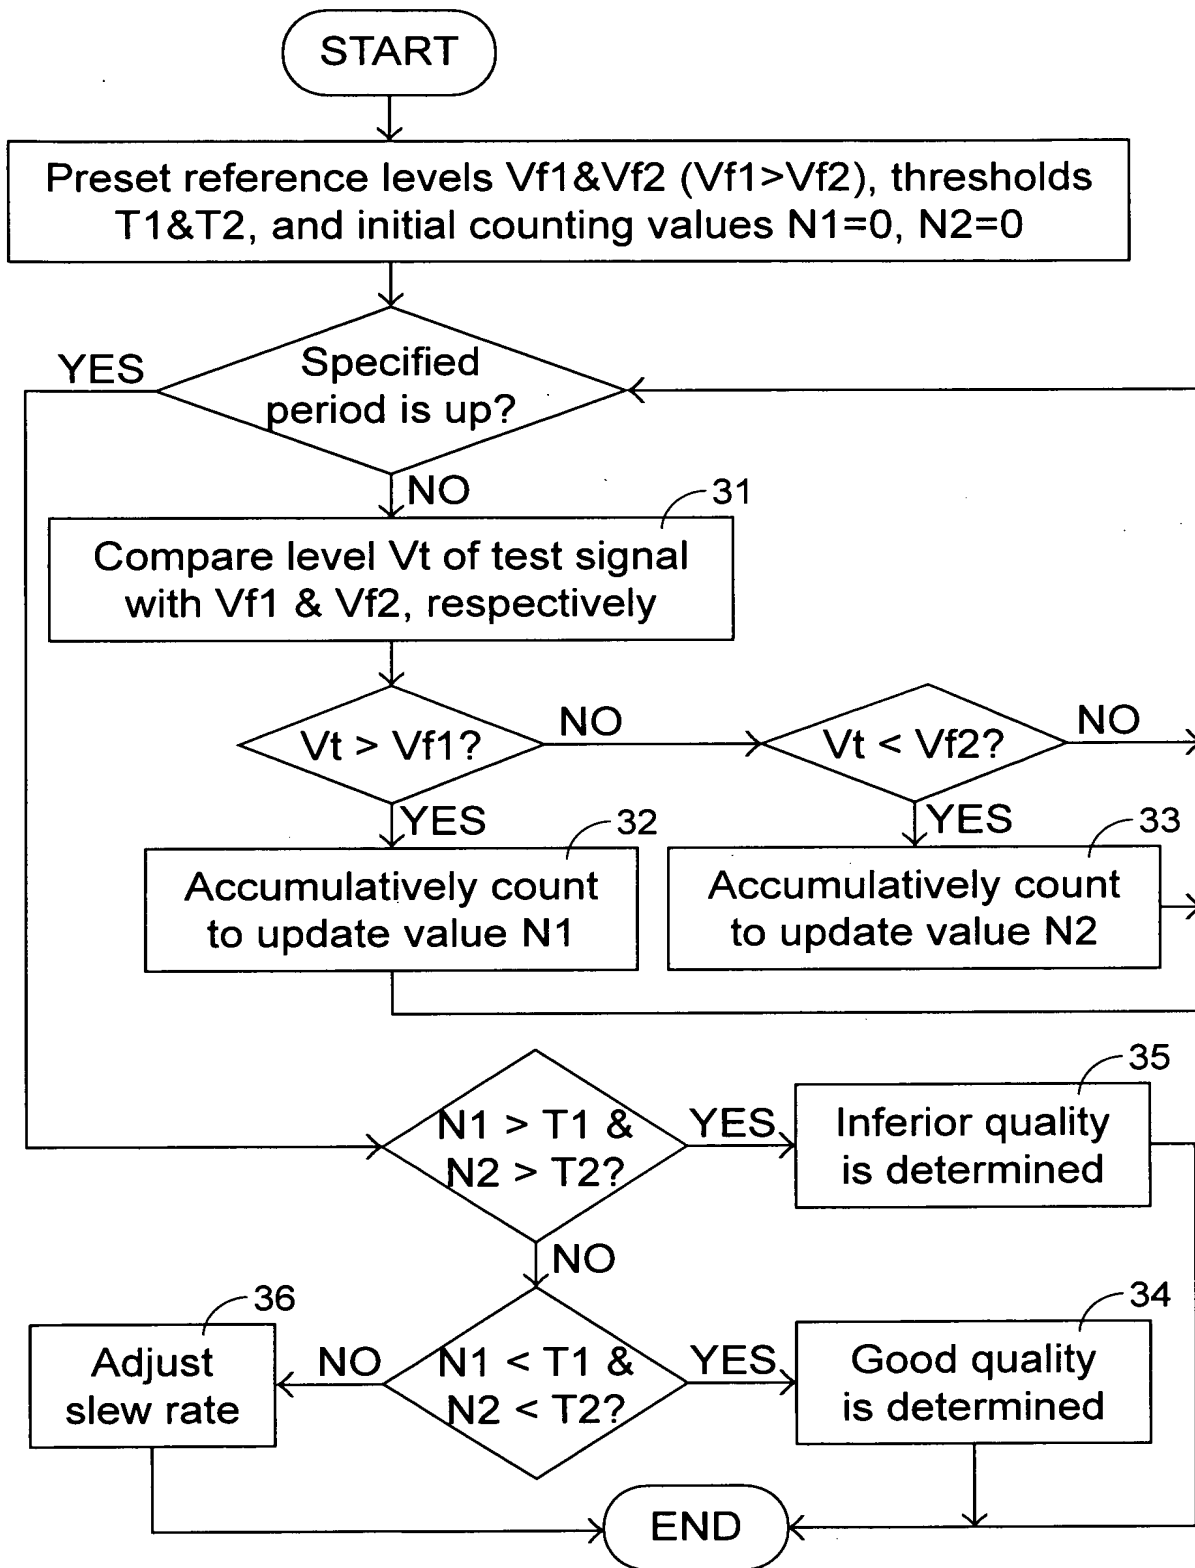 START
Preset reference levels Vf1&Vf2 (Vf1>Vf2), thresholds
T1&T2, and initial counting values N1=0, N2=0
YES
Specified
period is up?
NO
31
Compare level Vt of test signal
with Vf1 & Vf2, respectively
Vt > Vf1?
NO
Vt < Vf2?
NO
YES
32
YES
33
Accumulatively count
to update value N1
Accumulatively count
to update value N2
N1 > T1 &
N2 > T2?
YES
35
Inferior quality
is determined
NO
36
Adjust
slew rate
NO
N1 < T1 &
N2 < T2?
YES
34
Good quality
is determined
END